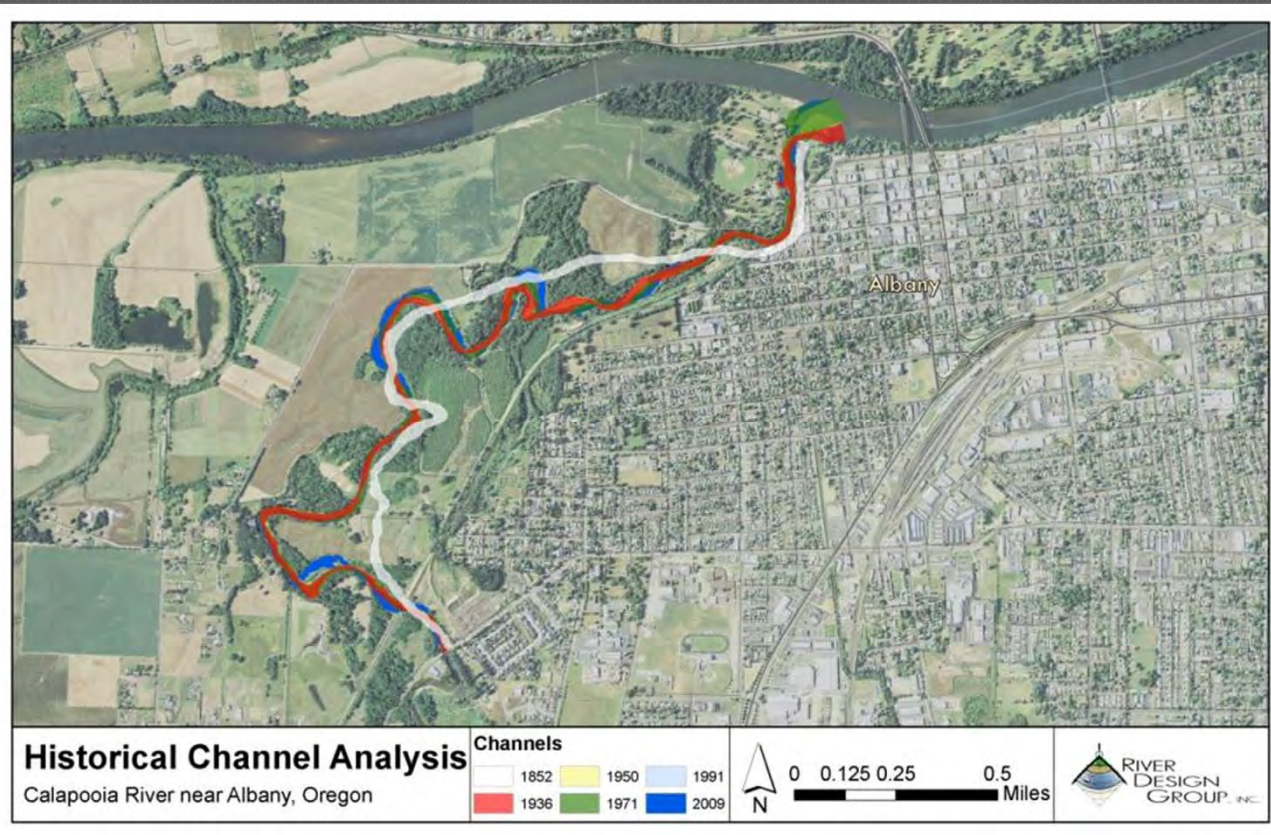 Albany
Historical Channel Analysis
Calapooia River near Albany, Oregon
Channels
1852 1950 1991
1936 1971 2009
N
0 0.125 0.25 0.5
Miles
RIVER
DESIGN
GROUP, INC.